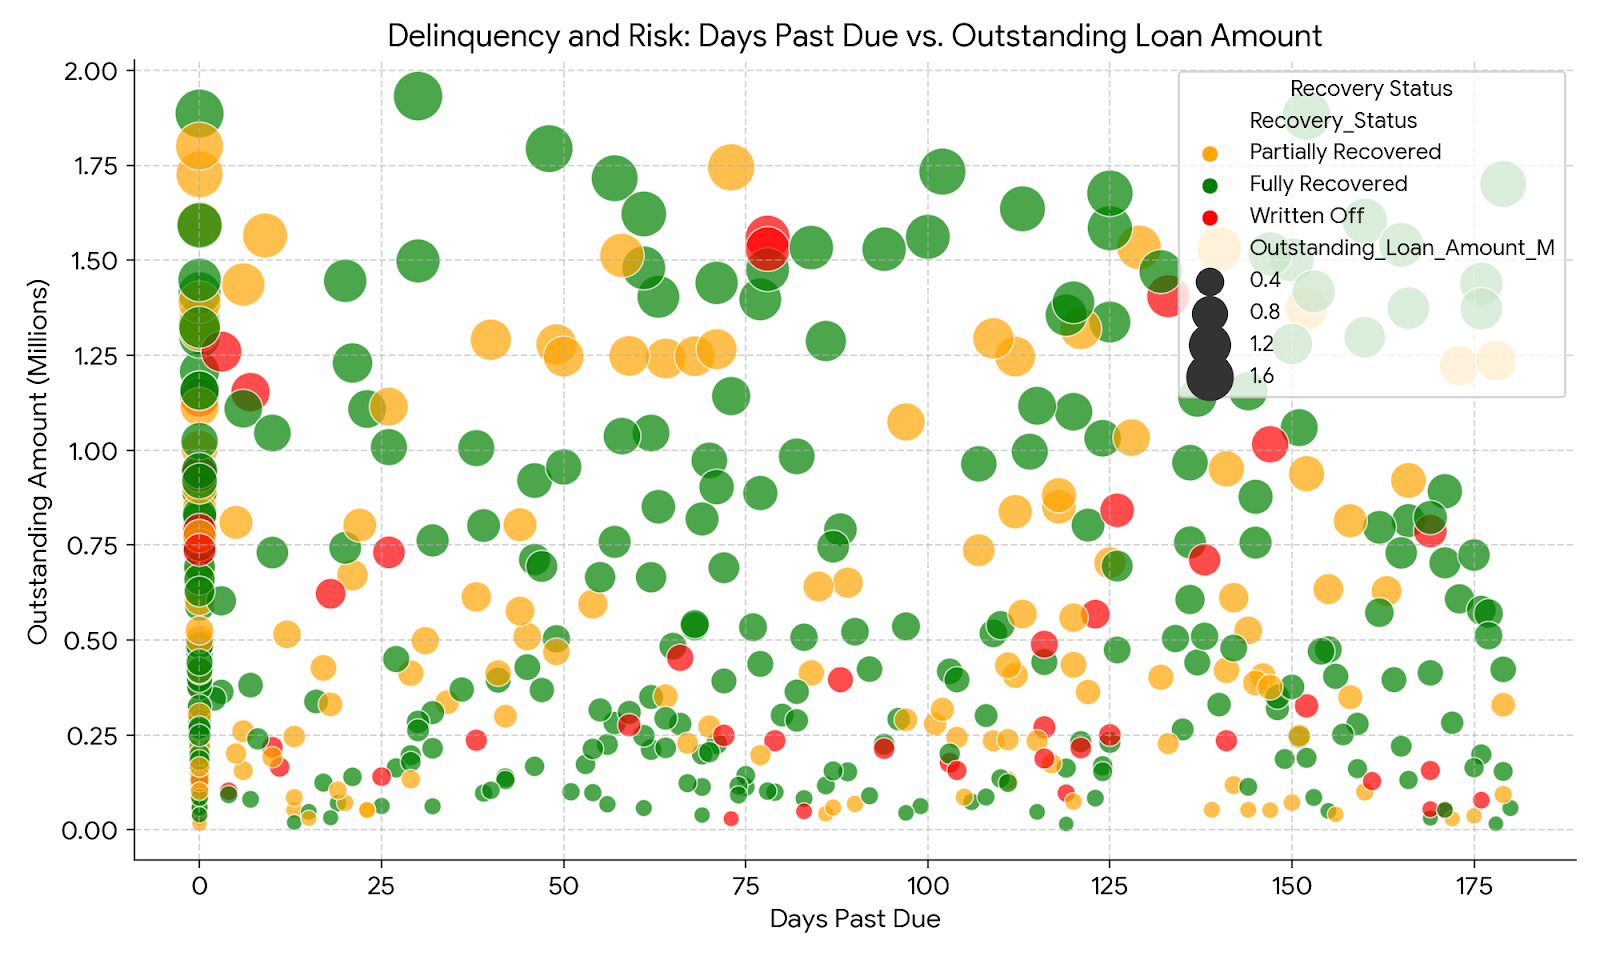 Delinquency and Risk: Days Past Due vs. Outstanding Loan Amount
2.00
1.75
1.50
1.25
1.00
0.75
0.50
0.25
0.00
Outstanding Amount (Millions)
Recovery Status
Recovery_Status
Partially Recovered
Fully Recovered
Written Off
Outstanding_Loan_Amount_M
0.4
0.8
1.2
1.6
0 25 50 75 100 125 150 175
Days Past Due